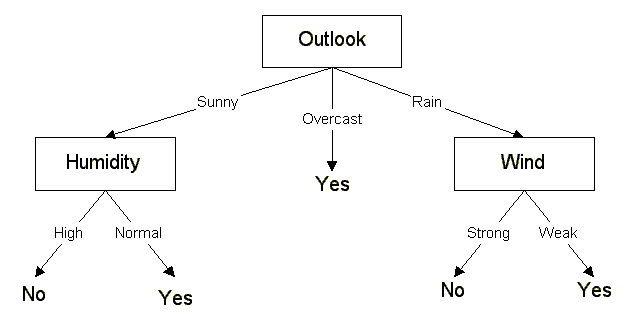 Outlook
Sunny
Overcast
Rain
Humidity
Yes
Wind
High
Normal
Strong
Weak
No
Yes
No
Yes